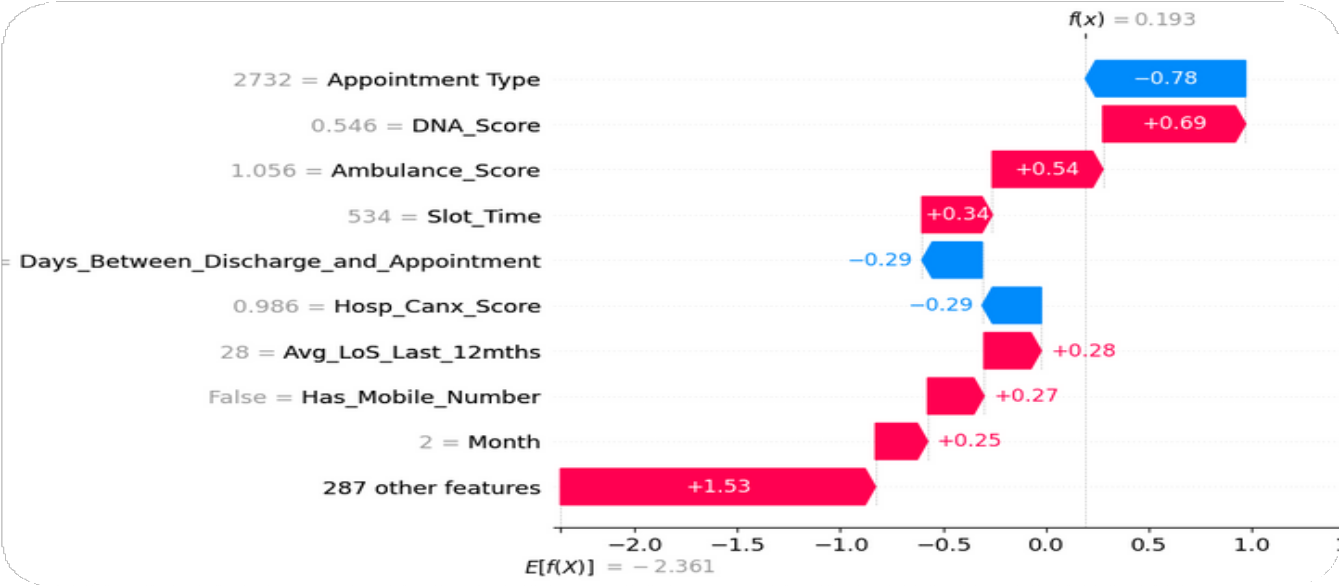 f(x) = 0.193
2732 = Appointment Type
−0.78
0.546 = DNA_Score
+0.69
1.056 = Ambulance_Score
+0.54
534 = Slot_Time
+0.34
= Days_Between_Discharge_and_Appointment
−0.29
0.986 = Hosp_Canx_Score
−0.29
28 = Avg_LoS_Last_12mths
+0.28
False = Has_Mobile_Number
+0.27
2 = Month
+0.25
287 other features
+1.53
−2.0 −1.5 −1.0 −0.5 0.0 0.5 1.0
E[f(X)] = −2.361